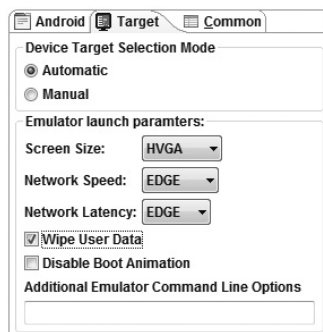 Android Target Common
Device Target Selection Mode
Automatic
Manual
Emulator launch paramters:
Screen Size: HVGA
Network Speed: EDGE
Network Latency: EDGE
Wipe User Data
Disable Boot Animation
Additional Emulator Command Line Options